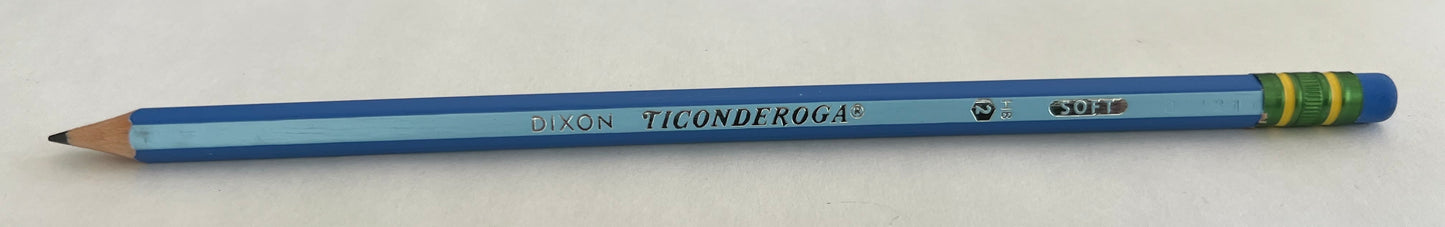 DIXON TICONDEROGA® 2 HB SOFT